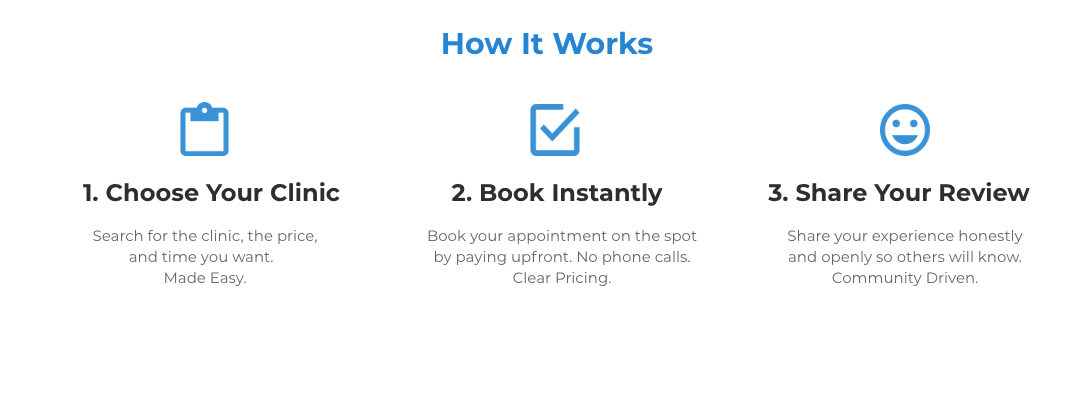 How It Works
1. Choose Your Clinic
Search for the clinic, the price,
and time you want.
Made Easy.
2. Book Instantly
Book your appointment on the spot
by paying upfront. No phone calls.
Clear Pricing.
3. Share Your Review
Share your experience honestly
and openly so others will know.
Community Driven.